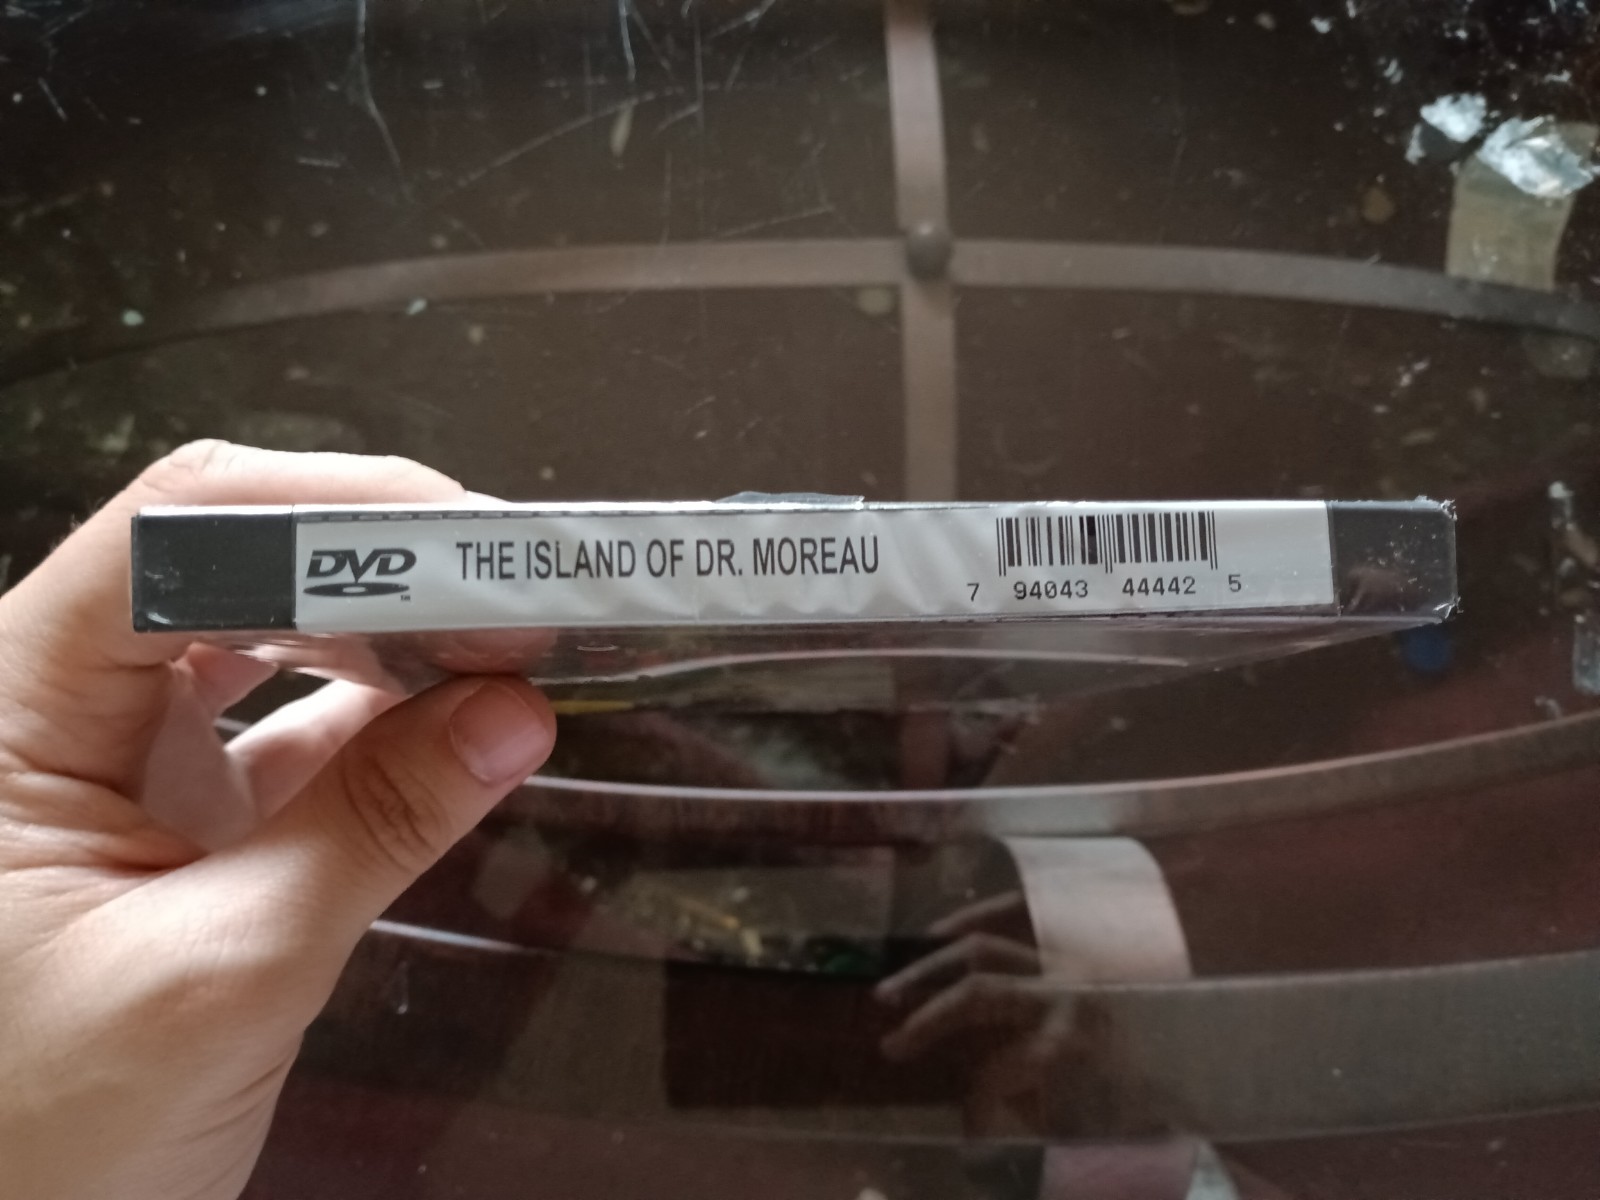 DVD
THE ISLAND OF DR. MOREAU
7 94043 44442 5